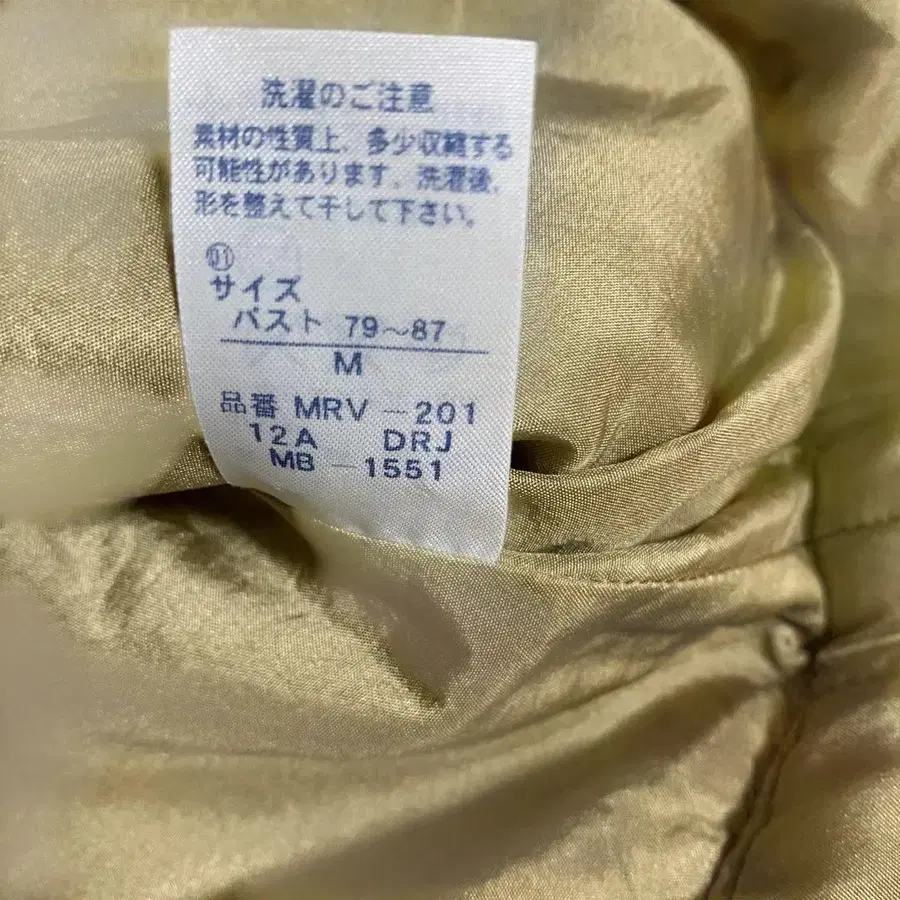 洗濯のご注意
素材の性質上、多少収縮する
可能性があります。洗濯後、
形を整えて干して下さい。
㉑
サイズ
バスト 79～87
M
品番 MRV－201
12A DRJ
MB－1551